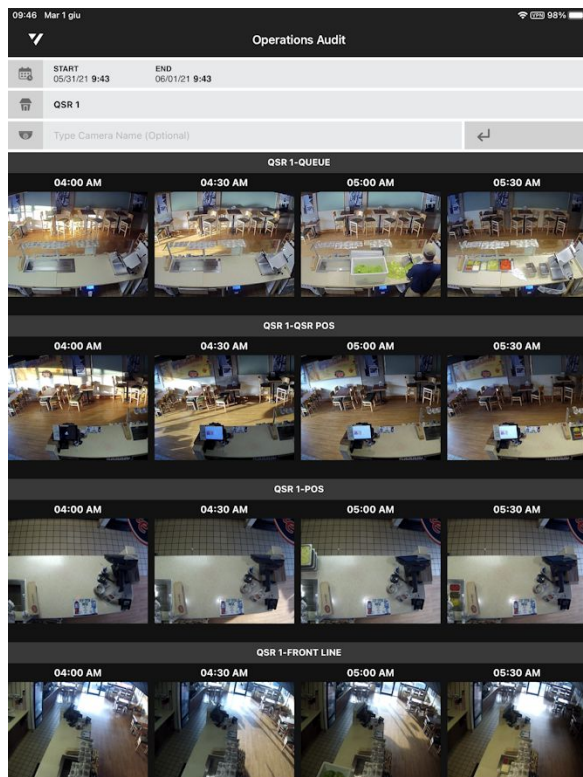 09:46 Mar 1 giu
VPN 98%
Operations Audit
START
05/31/21 9:43
END
06/01/21 9:43
QSR 1
Type Camera Name (Optional)
QSR 1-QUEUE
04:00 AM 04:30 AM 05:00 AM 05:30 AM
QSR 1-QSR POS
04:00 AM 04:30 AM 05:00 AM 05:30 AM
QSR 1-POS
04:00 AM 04:30 AM 05:00 AM 05:30 AM
QSR 1-FRONT LINE
04:00 AM 04:30 AM 05:00 AM 05:30 AM